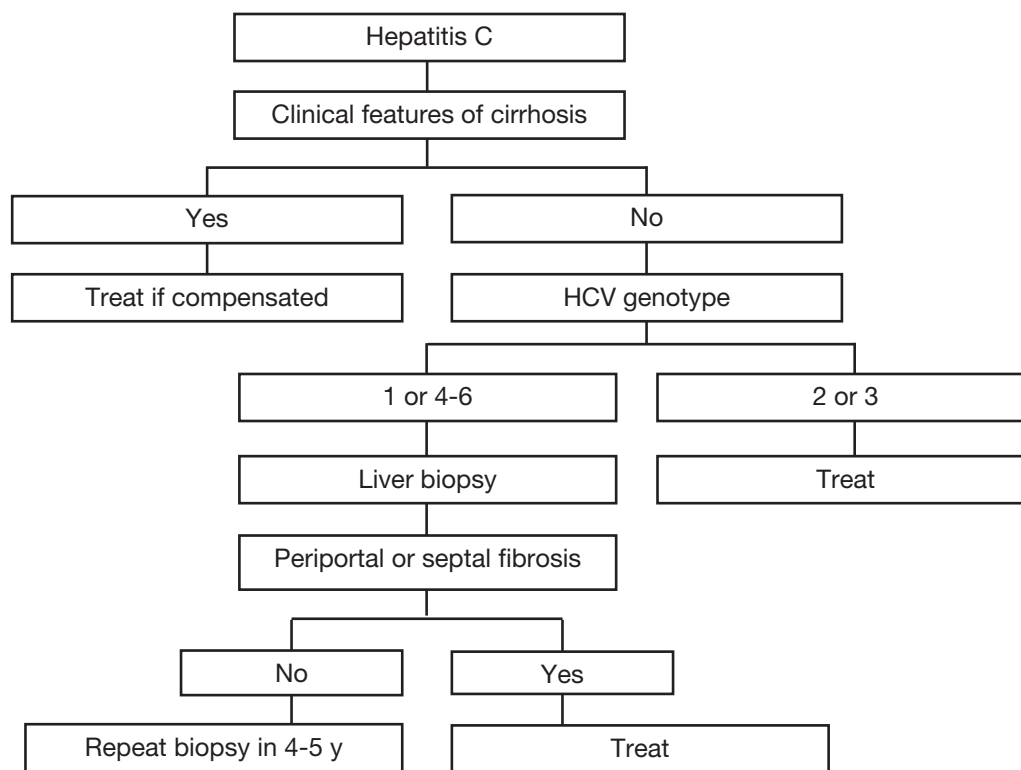 Hepatitis C
Clinical features of cirrhosis
Yes
No
Treat if compensated
HCV genotype
1 or 4-6
2 or 3
Liver biopsy
Treat
Periportal or septal fibrosis
No
Yes
Repeat biopsy in 4-5 y
Treat